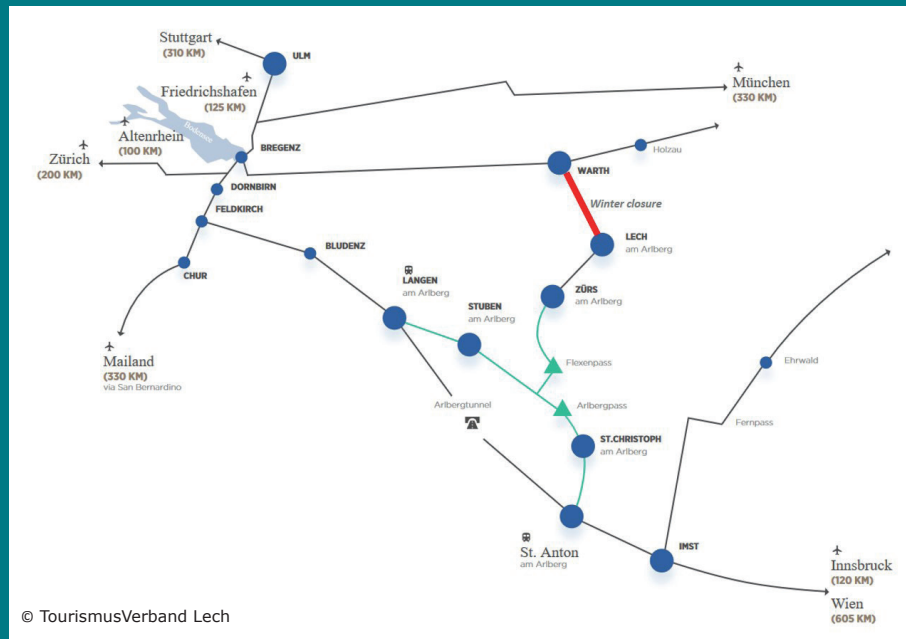 Stuttgart
(310 KM)
ULM
Friedrichshafen
(125 KM)
München
(330 KM)
Bodensee
Altenrhein
(100 KM)
Zürich
(200 KM)
BREGENZ
Holzau
WARTH
DORNBIRN
Winter closure
FELDKIRCH
LECH
am Arlberg
BLUDENZ
CHUR
LANGEN
am Arlberg
ZÜRS
am Arlberg
STUBEN
am Arlberg
Mailand
(330 KM)
via San Bernardino
Flexenpass
Ehrwald
Arlbergtunnel
Arlbergpass
Fernpass
ST.CHRISTOPH
am Arlberg
St. Anton
am Arlberg
IMST
Innsbruck
(120 KM)
Wien
(605 KM)
© TourismusVerband Lech